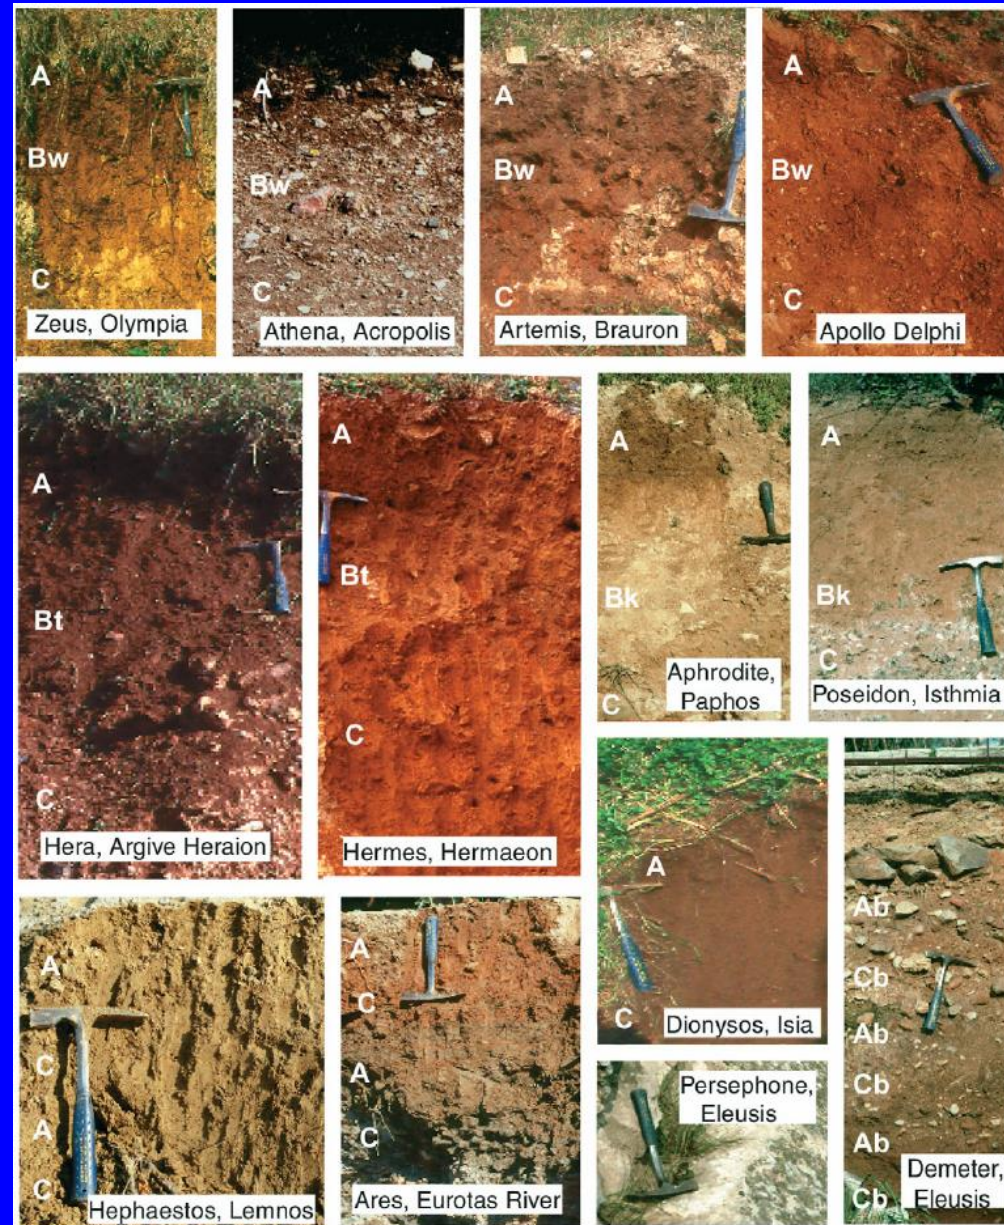 A
Bw
C
Zeus, Olympia
A
Bw
C
Athena, Acropolis
A
Bw
C
Artemis, Brauron
A
Bw
C
Apollo Delphi
A
Bt
C
Hera, Argive Heraion
A
Bt
C
Hermes, Hermaeon
A
Bk
C
Aphrodite,
Paphos
A
Bk
C
Poseidon, Isthmia
A
C
A
C
Hephaestos, Lemnos
A
C
A
C
Ares, Eurotas River
A
C
Dionysos, Isia
Persephone,
Eleusis
Ab
Cb
Ab
Cb
Ab
Cb
Demeter,
Eleusis